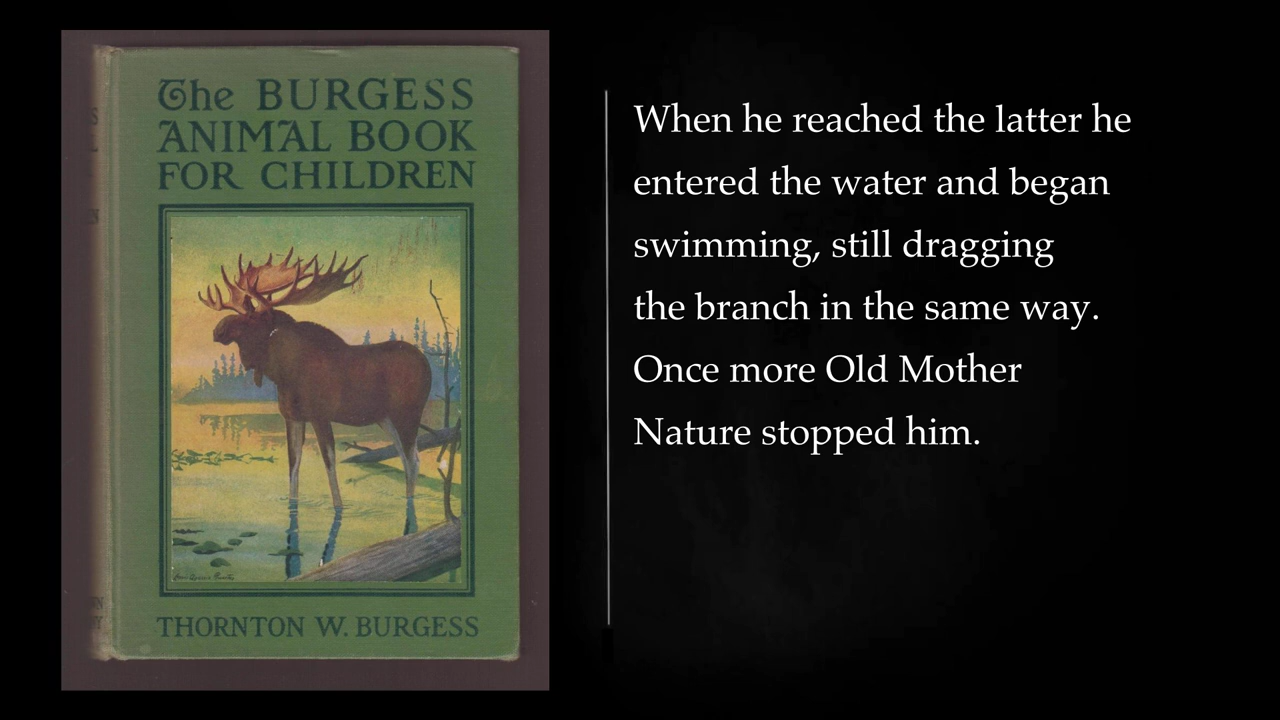 The BURGESS
ANIMAL BOOK
FOR CHILDREN
THORNTON W. BURGESS
When he reached the latter he
entered the water and began
swimming, still dragging
the branch in the same way.
Once more Old Mother
Nature stopped him.